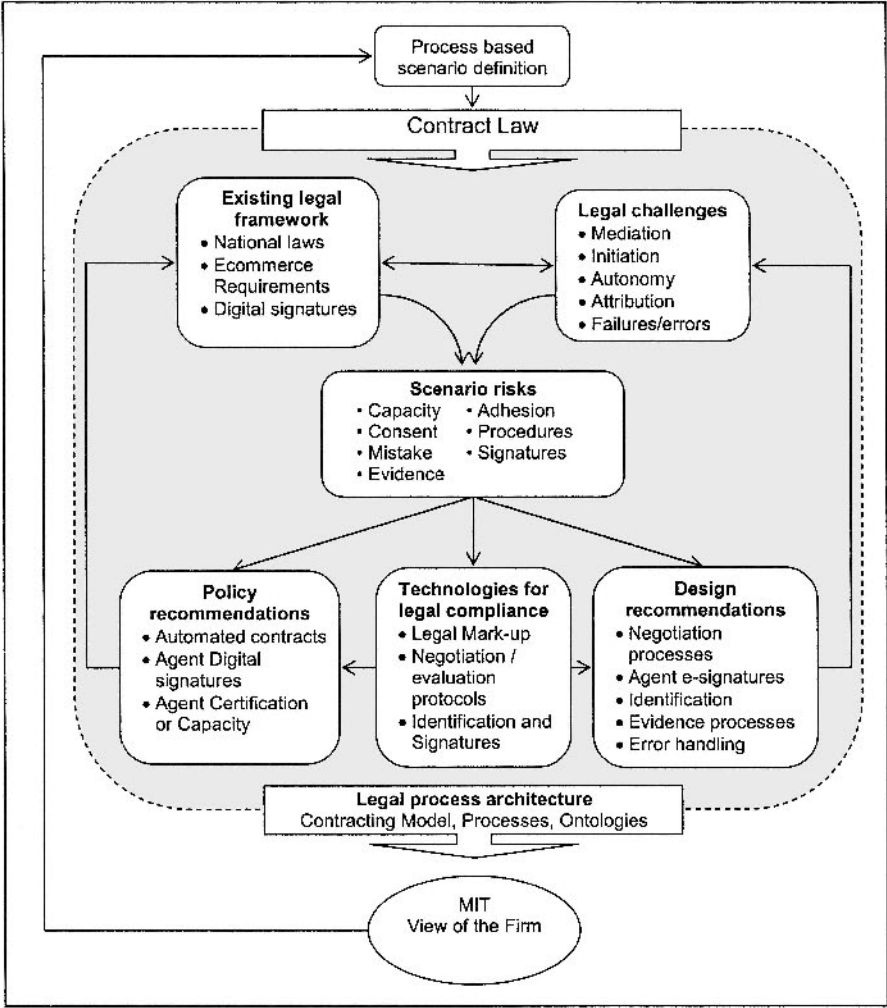 Process based
scenario definition
Contract Law
Existing legal
framework
• National laws
• Ecommerce
Requirements
• Digital signatures
Legal challenges
• Mediation
• Initiation
• Autonomy
• Attribution
• Failures/errors
Scenario risks
• Capacity • Adhesion
• Consent • Procedures
• Mistake • Signatures
• Evidence
Policy
recommendations
• Automated contracts
• Agent Digital
signatures
• Agent Certification
or Capacity
Technologies for
legal compliance
• Legal Mark-up
• Negotiation /
evaluation
protocols
• Identification and
Signatures
Design
recommendations
• Negotiation
processes
• Agent e-signatures
• Identification
• Evidence processes
• Error handling
Legal process architecture
Contracting Model, Processes, Ontologies
MIT
View of the Firm